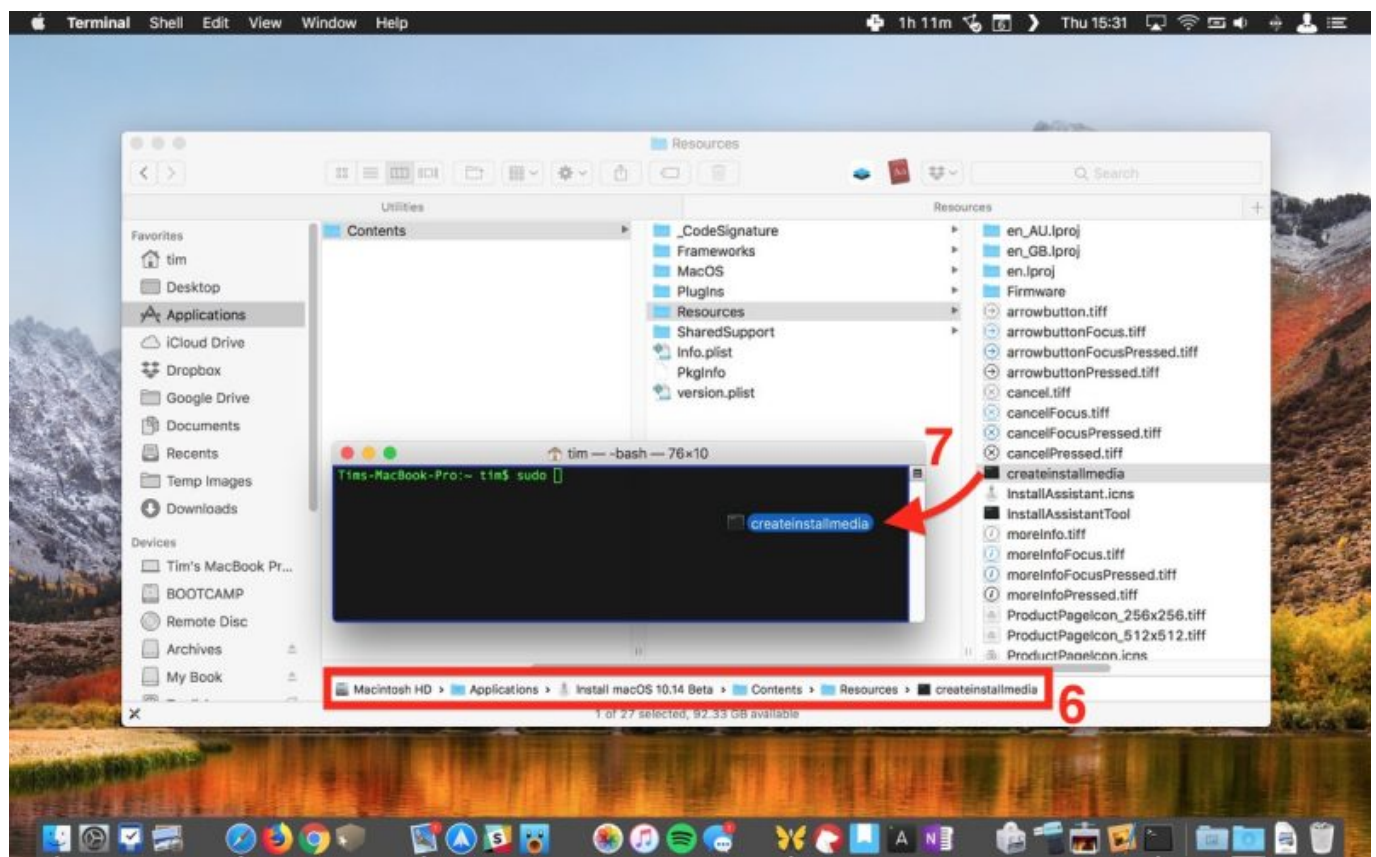 Terminal Shell Edit View Window Help 1h 11m 6 Thu 15:31
Resources
Search
Utilities Resources +
Favorites
tim
Desktop
Applications
iCloud Drive
Dropbox
Google Drive
Documents
Recents
Temp Images
Downloads
Devices
Tim's MacBook Pr...
BOOTCAMP
Remote Disc
Archives
My Book
Contents
_CodeSignature
Frameworks
MacOS
PlugIns
Resources
SharedSupport
Info.plist
PkgInfo
version.plist
en_AU.lproj
en_GB.lproj
en.lproj
Firmware
arrowbutton.tiff
arrowbuttonFocus.tiff
arrowbuttonFocusPressed.tiff
arrowbuttonPressed.tiff
cancel.tiff
cancelFocus.tiff
cancelFocusPressed.tiff
cancelPressed.tiff
createinstallmedia
InstallAssistant.icns
InstallAssistantTool
moreInfo.tiff
moreInfoFocus.tiff
moreInfoFocusPressed.tiff
moreInfoPressed.tiff
ProductPageIcon_256x256.tiff
ProductPageIcon_512x512.tiff
ProductPageIcon.icns
tim — -bash — 76×10
Tims-MacBook-Pro:~ tim$ sudo
createinstallmedia
7
Macintosh HD › Applications › Install macOS 10.14 Beta › Contents › Resources › createinstallmedia
6
1 of 27 selected, 92.33 GB available